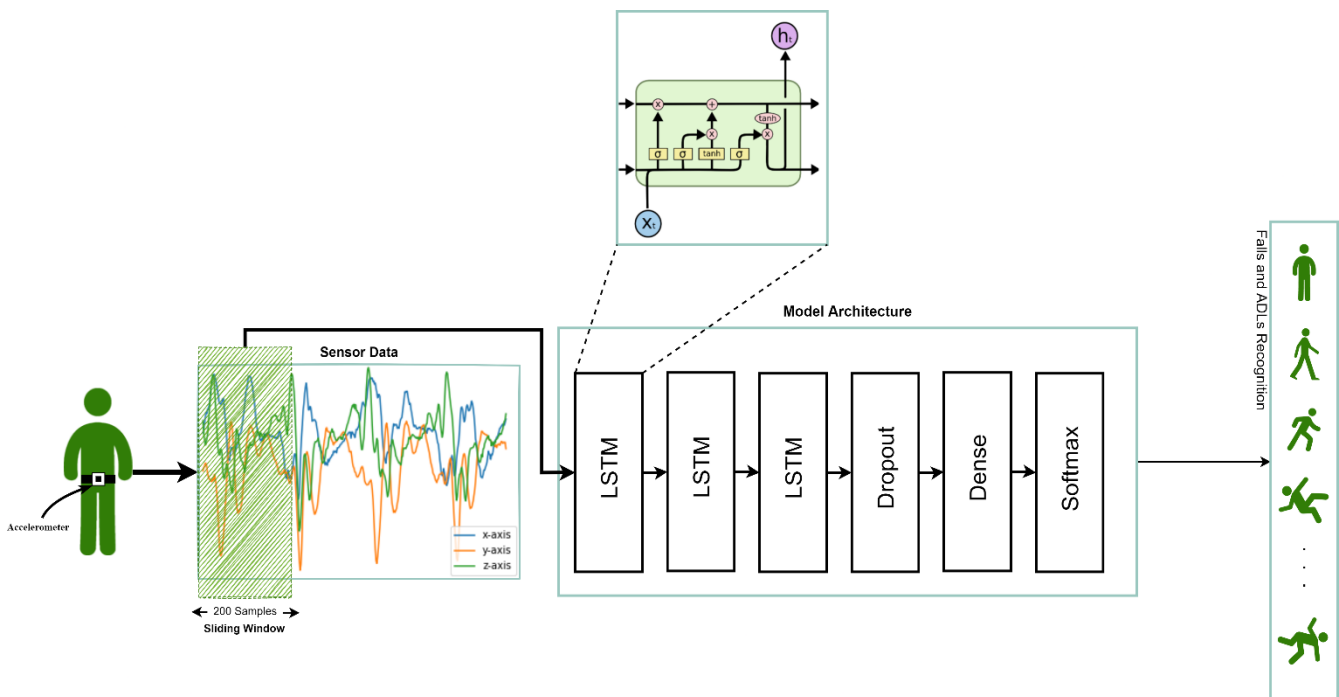 hₜ
x
+
tanh
x
x
σ
σ
tanh
σ
xₜ
Model Architecture
Sensor Data
Accelerometer
x-axis
y-axis
z-axis
200 Samples
Sliding Window
LSTM
LSTM
LSTM
Dropout
Dense
Softmax
Falls and ADLs Recognition